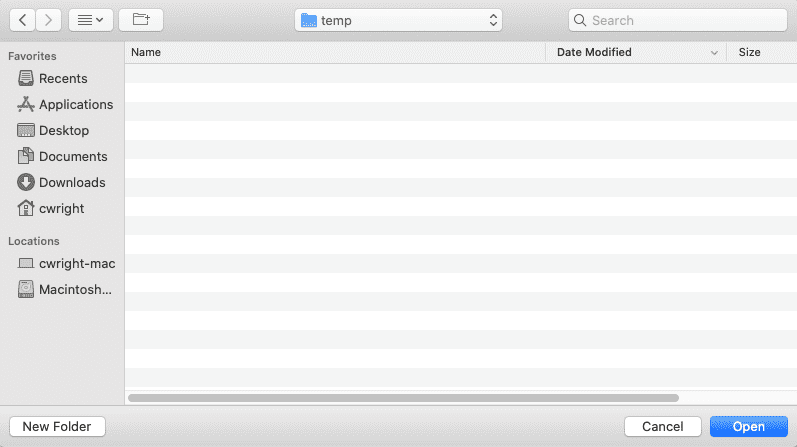 temp
Search
Favorites
Recents
Applications
Desktop
Documents
Downloads
cwright
Locations
cwright-mac
Macintosh...
Name Date Modified Size
New Folder Cancel Open